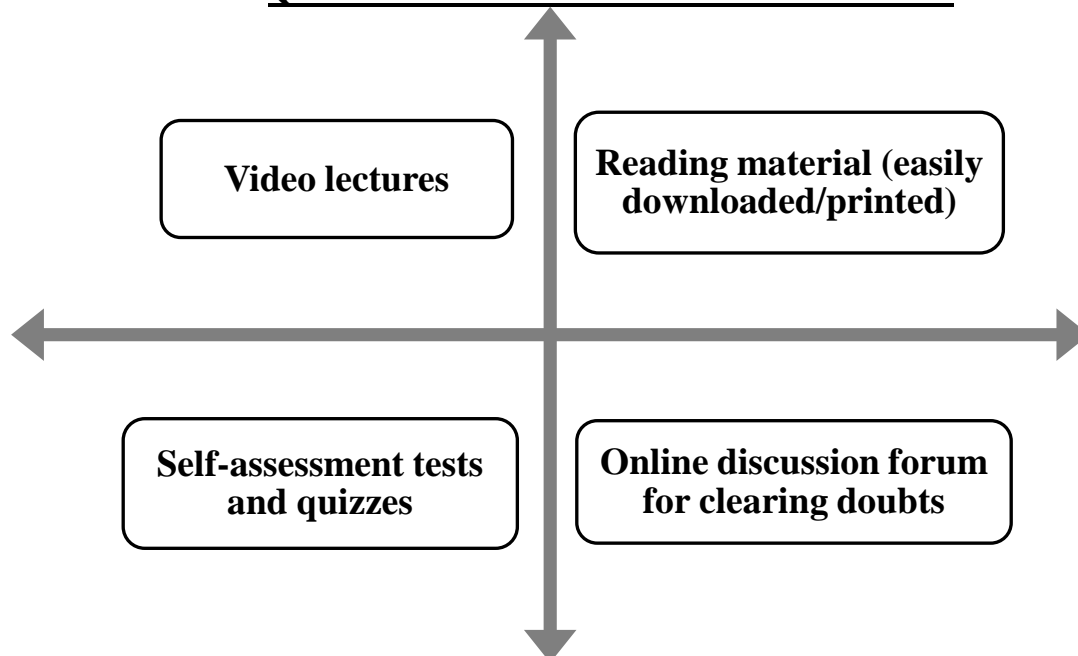 Video lectures
Reading material (easily
downloaded/printed)
Self-assessment tests
and quizzes
Online discussion forum
for clearing doubts